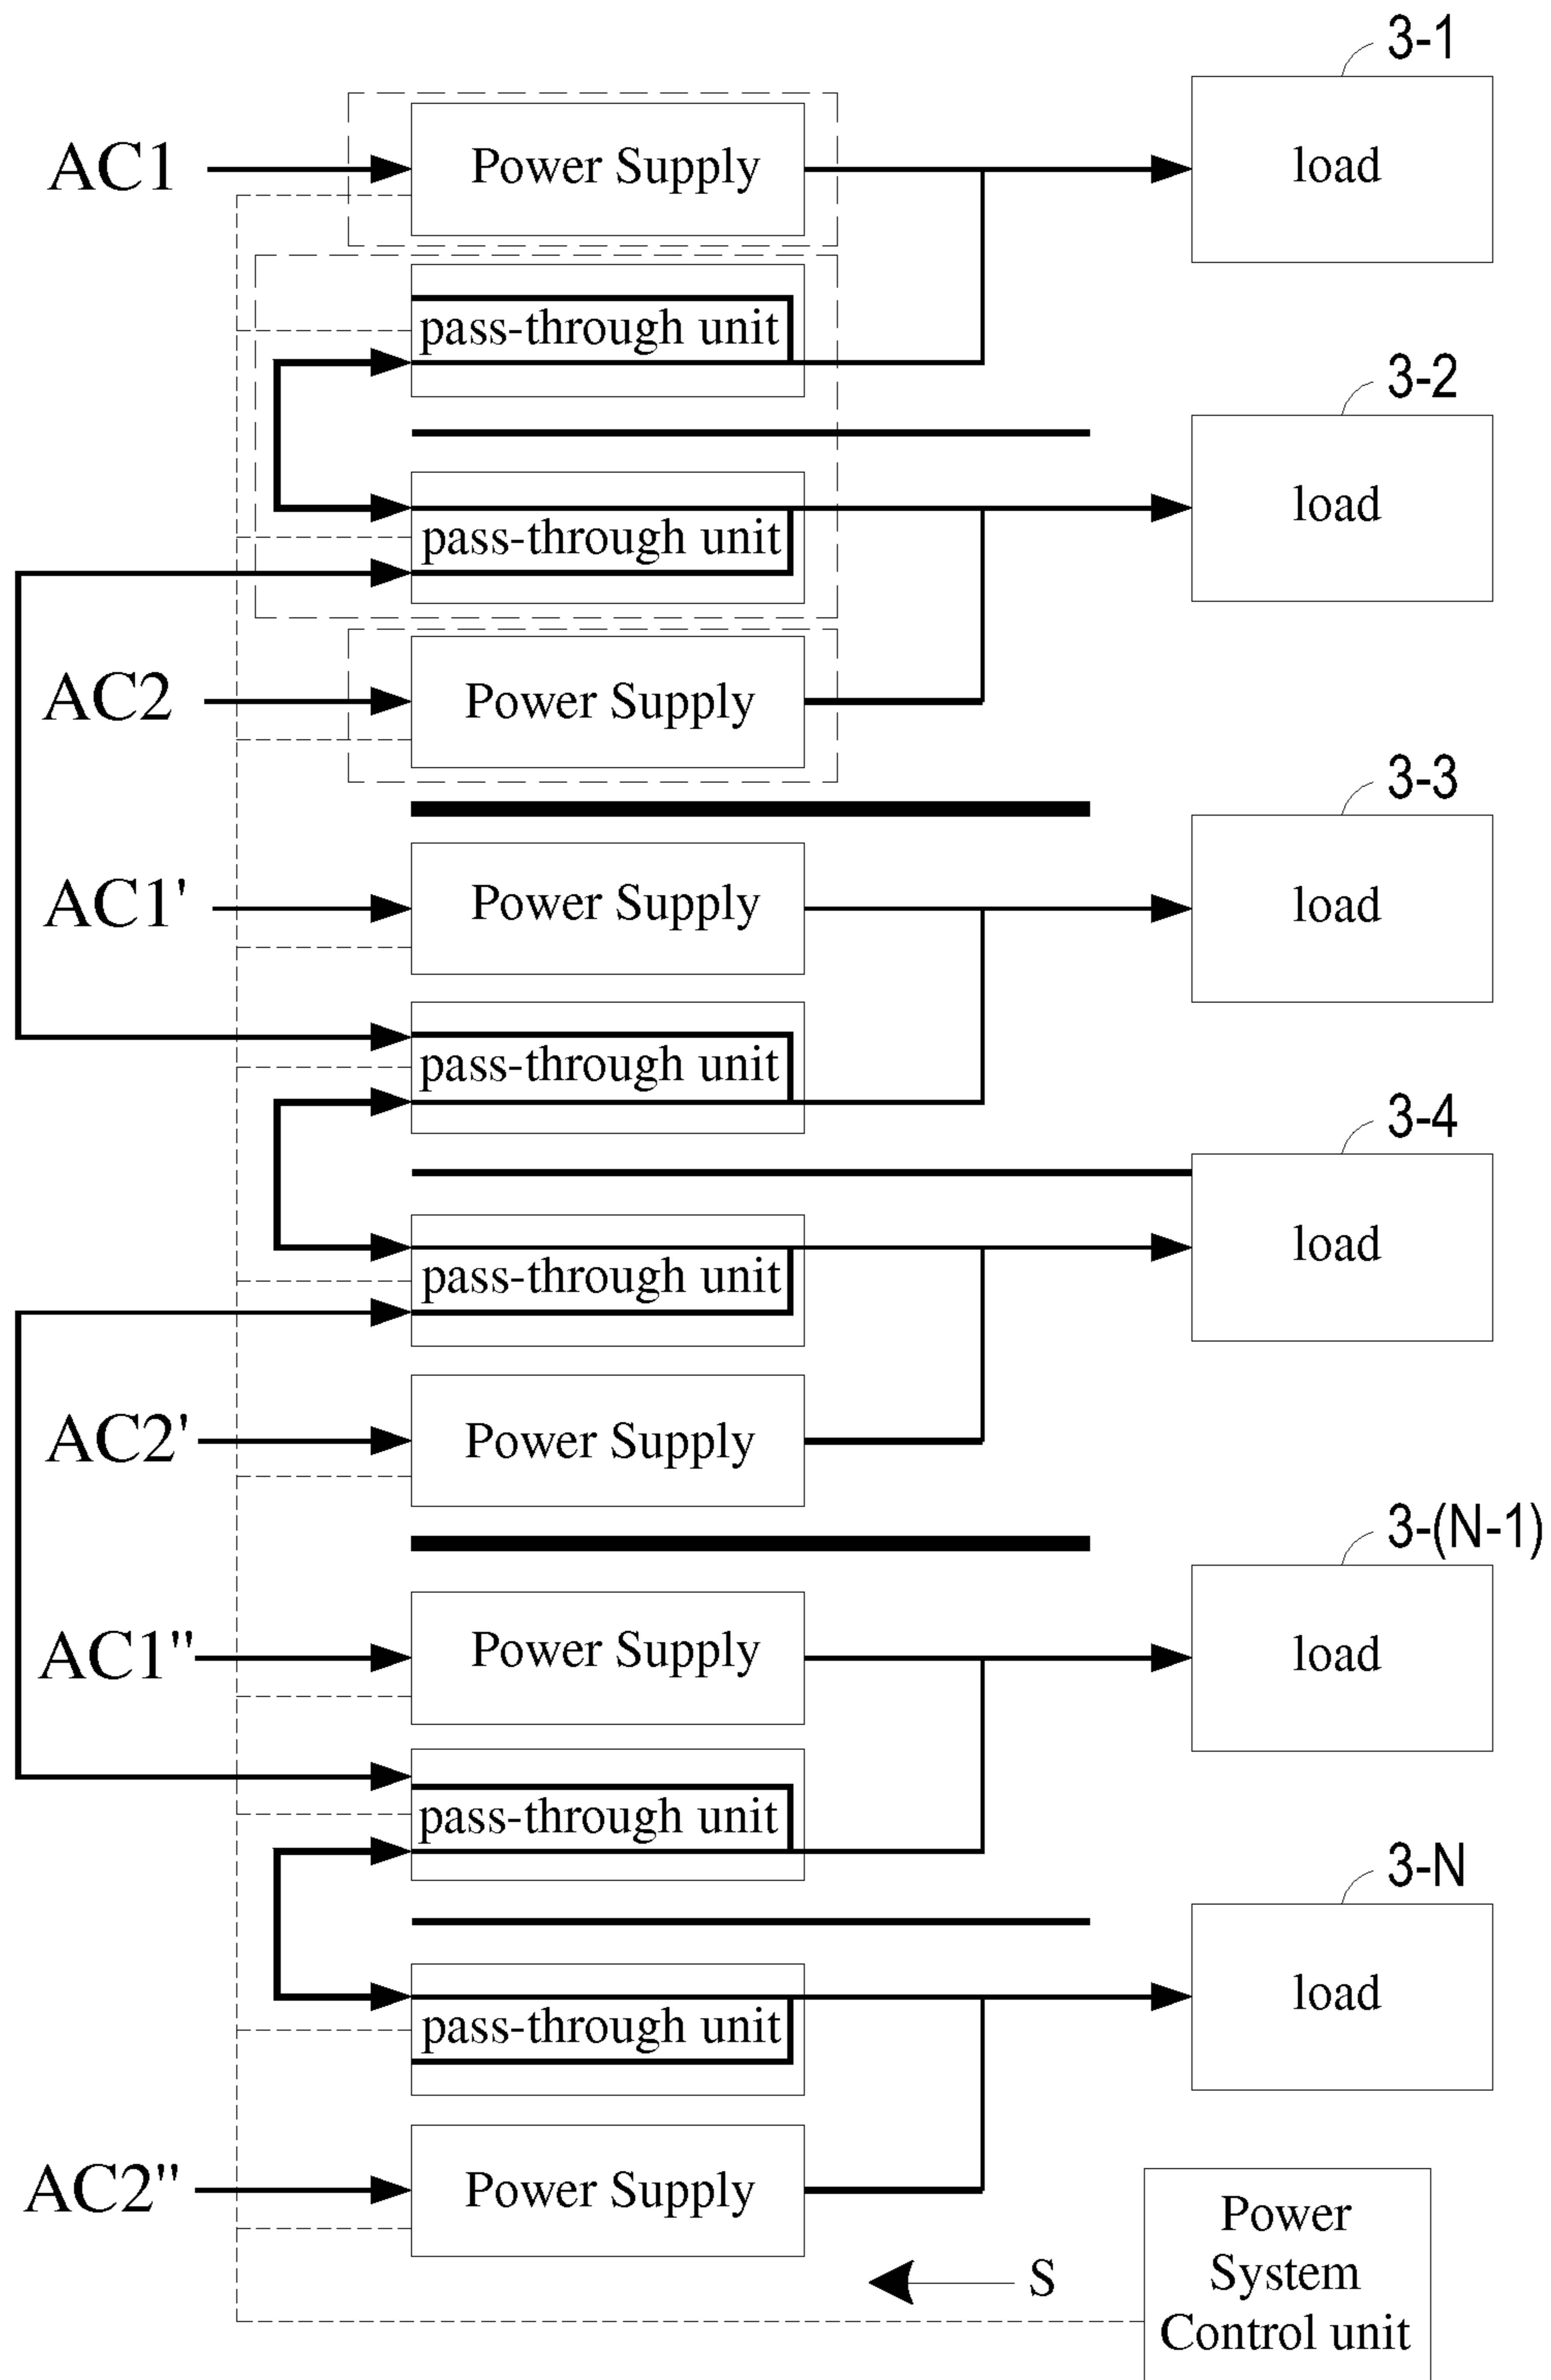 3-1
AC1
Power Supply
load
pass-through unit
3-2
load
pass-through unit
AC2
Power Supply
3-3
AC1'
Power Supply
load
pass-through unit
3-4
load
pass-through unit
AC2'
Power Supply
3-(N-1)
AC1''
Power Supply
load
pass-through unit
3-N
load
pass-through unit
AC2''
Power Supply
S
Power
System
Control unit